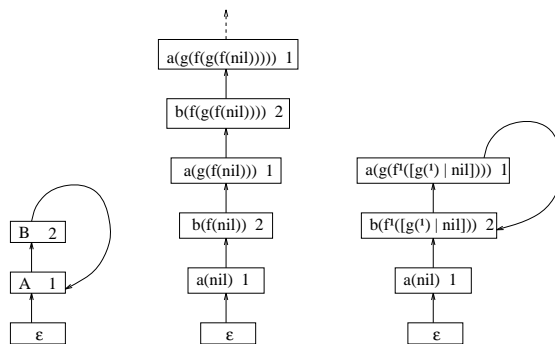 B 2
A 1
ε
a(g(f(g(f(nil))))) 1
b(f(g(f(nil)))) 2
a(g(f(nil))) 1
b(f(nil)) 2
a(nil) 1
ε
a(g(f¹([g(¹) | nil]))) 1
b(f¹([g(¹) | nil])) 2
a(nil) 1
ε